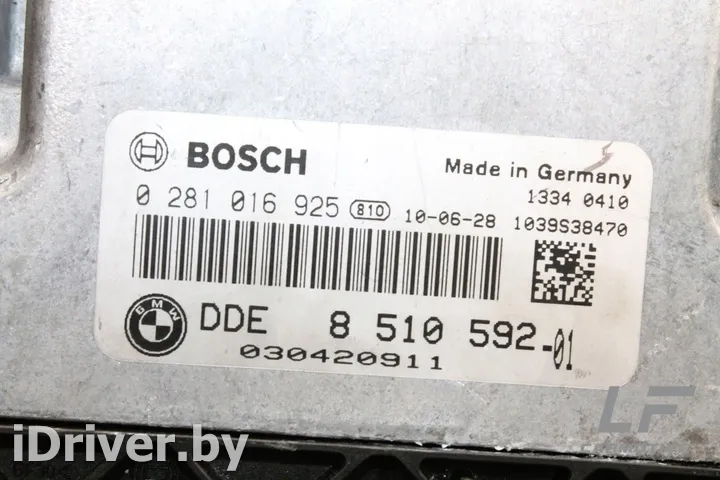 BOSCH
Made in Germany
0 281 016 925 810 10-06-28
1334 0410
1039S38470
BMW
DDE 8 510 592-01
030420911
LF
iDriver.by